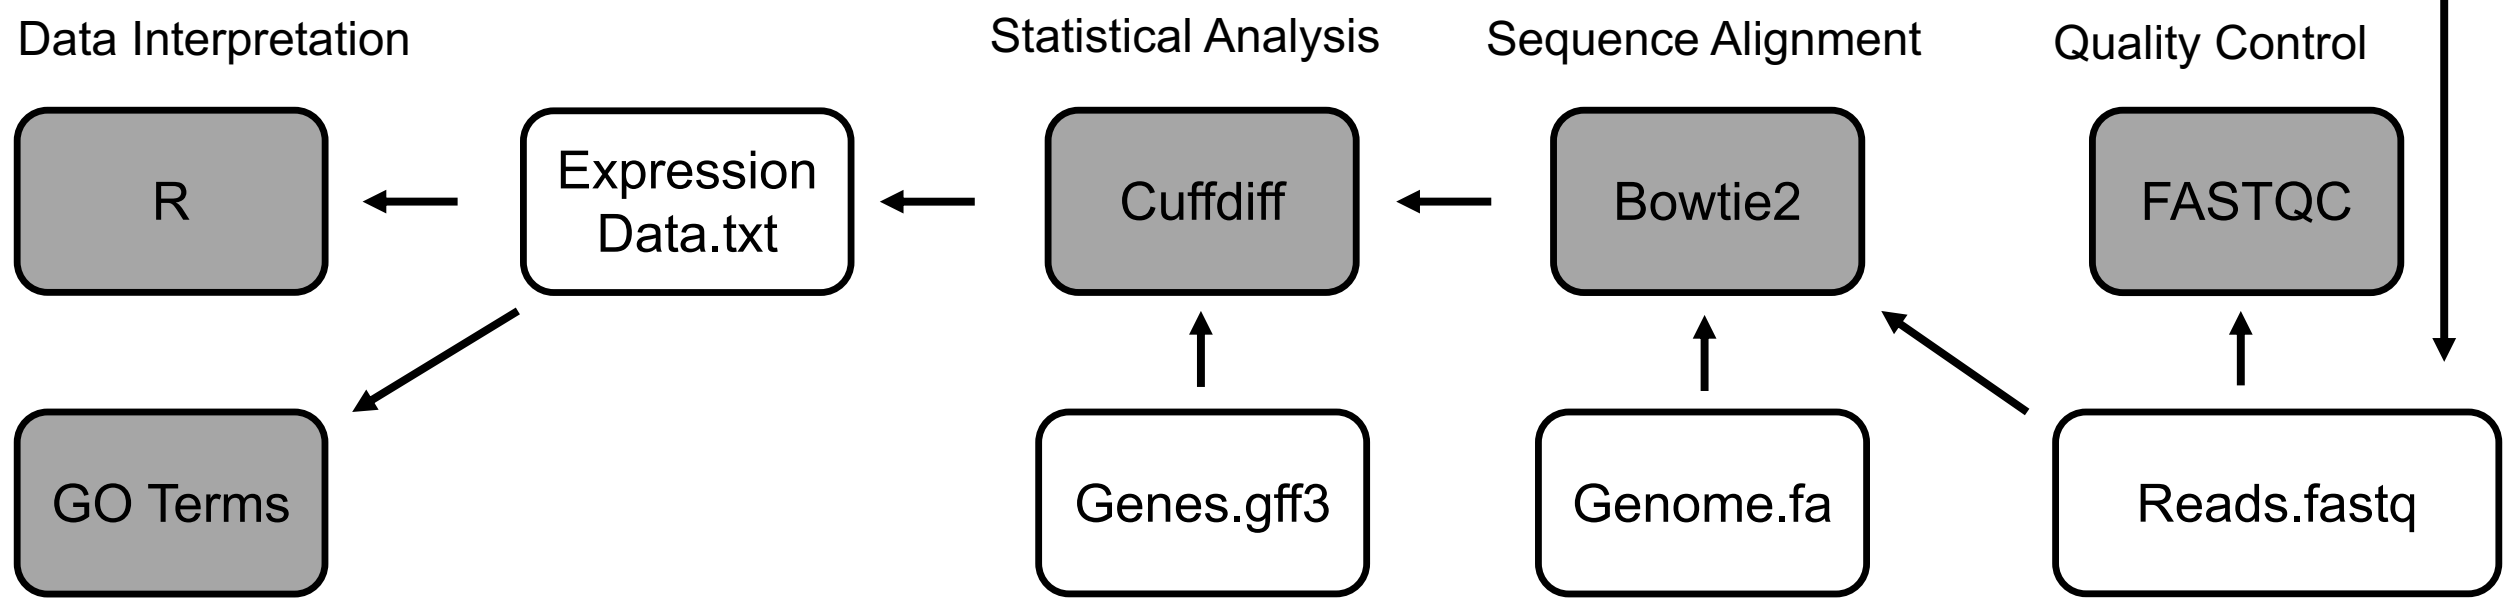 Data Interpretation
Statistical Analysis
Sequence Alignment
Quality Control
R
Expression
Data.txt
Cuffdiff
Bowtie2
FASTQC
GO Terms
Genes.gff3
Genome.fa
Reads.fastq